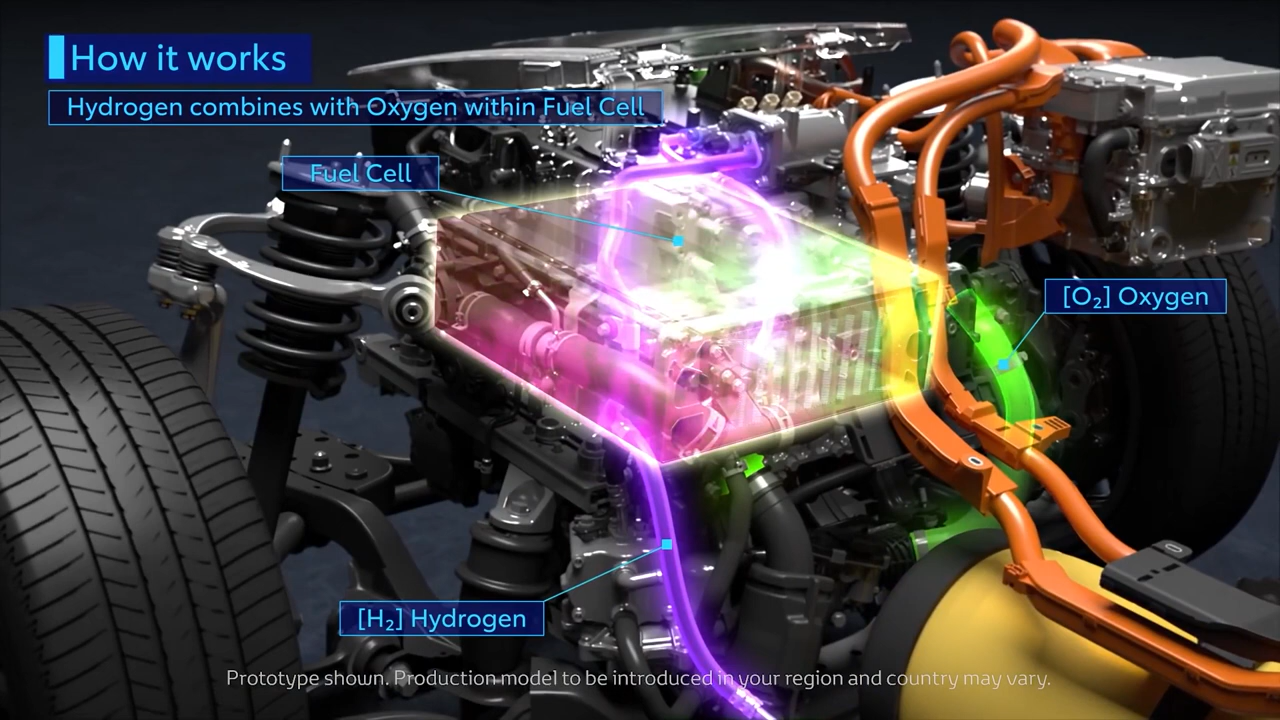 How it works
Hydrogen combines with Oxygen within Fuel Cell
Fuel Cell
[O₂] Oxygen
[H₂] Hydrogen
Prototype shown. Production model to be introduced in your region and country may vary.